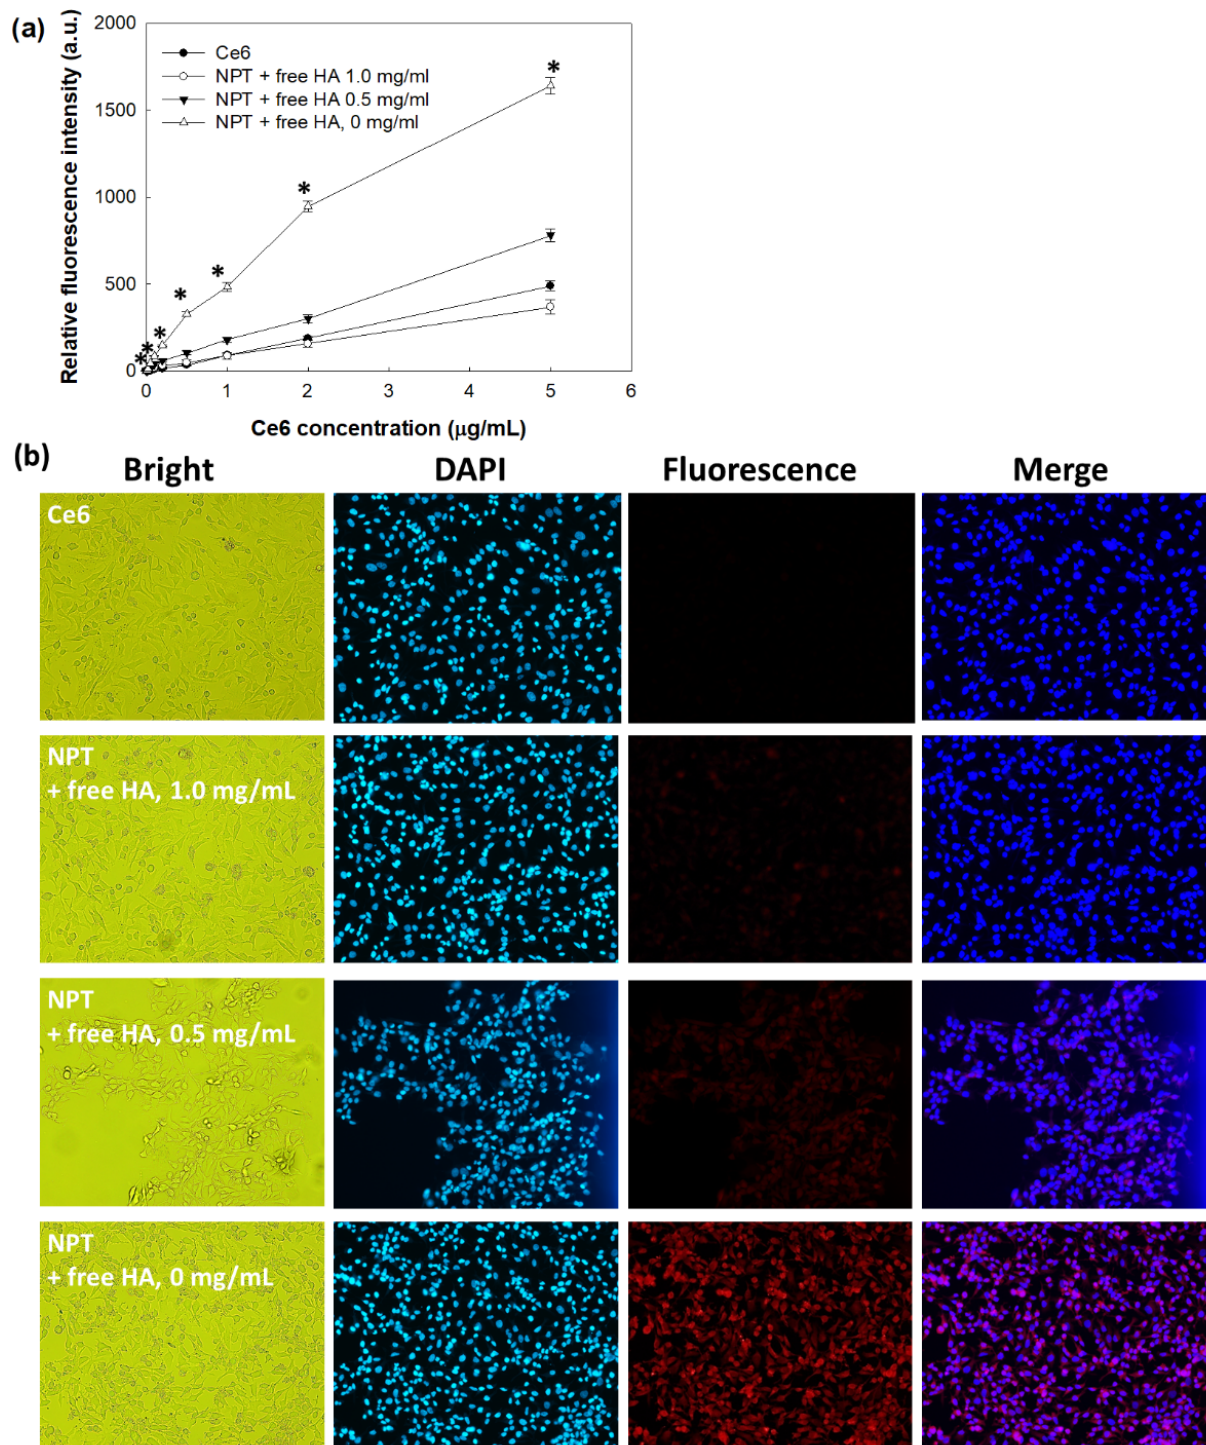 (a)
Relative fluorescence intensity (a.u.)
2000
1500
1000
500
0
Ce6
NPT + free HA 1.0 mg/ml
NPT + free HA 0.5 mg/ml
NPT + free HA, 0 mg/ml
* * * * * * * *
0 1 2 3 4 5 6
Ce6 concentration (μg/mL)
(b)
Bright DAPI Fluorescence Merge
Ce6
NPT
+ free HA, 1.0 mg/mL
NPT
+ free HA, 0.5 mg/mL
NPT
+ free HA, 0 mg/mL